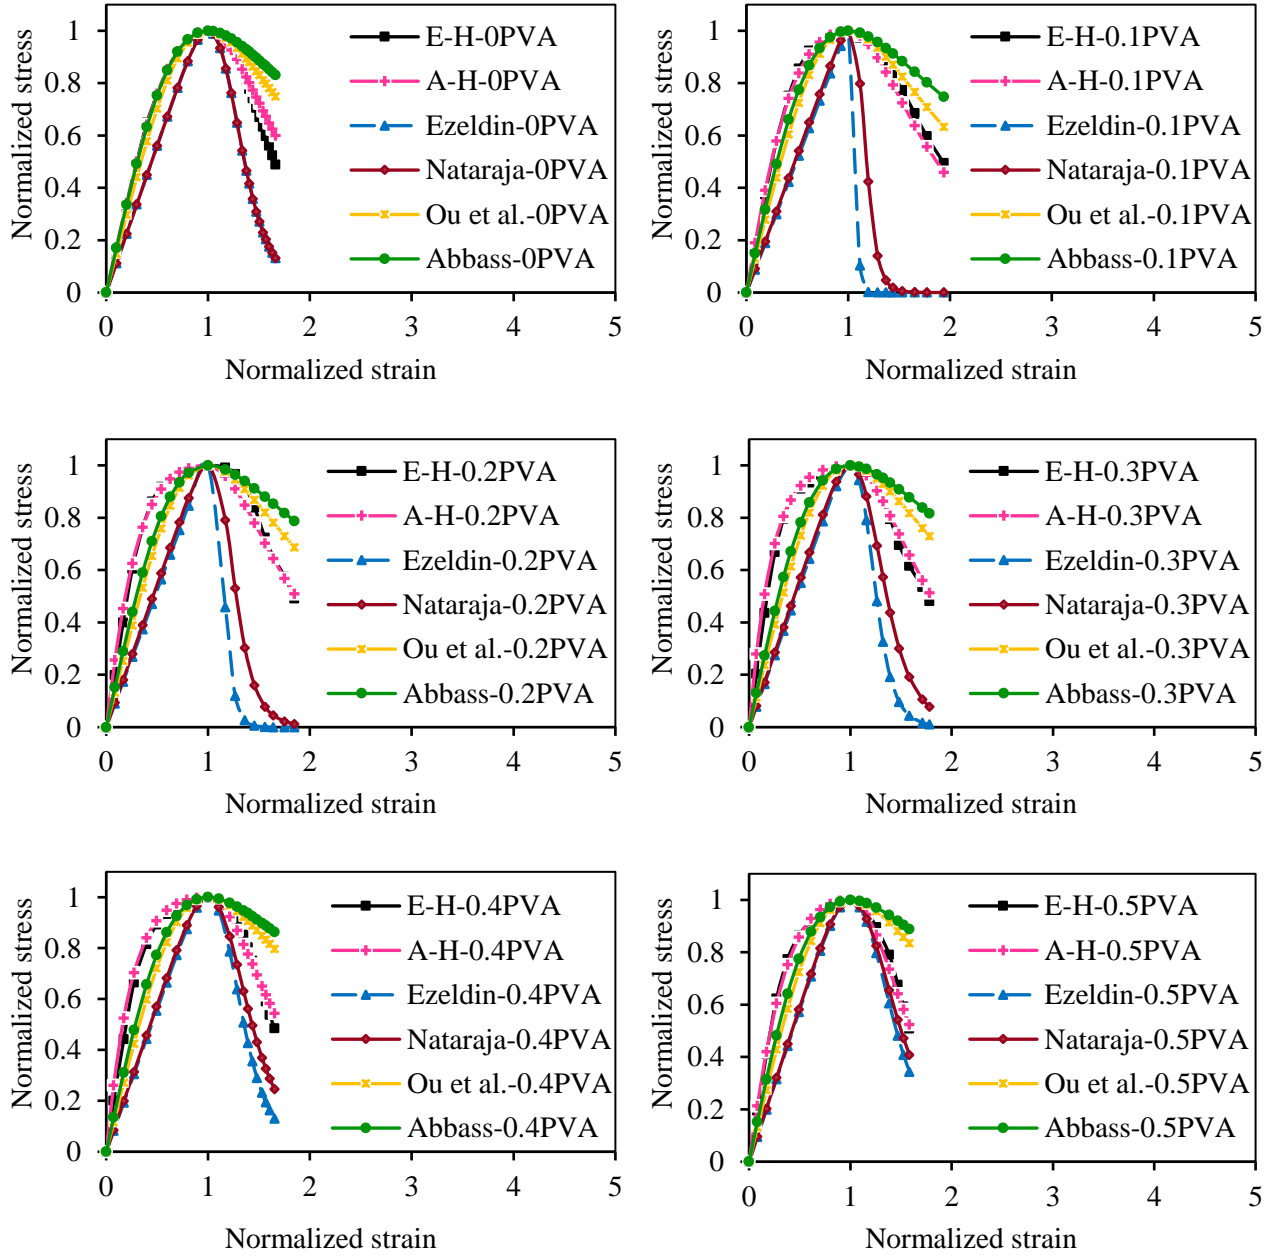 Normalized stress
1
0.8
0.6
0.4
0.2
0
0 1 2 3 4 5
Normalized strain
E-H-0PVA
A-H-0PVA
Ezeldin-0PVA
Nataraja-0PVA
Ou et al.-0PVA
Abbass-0PVA
Normalized stress
1
0.8
0.6
0.4
0.2
0
0 1 2 3 4 5
Normalized strain
E-H-0.1PVA
A-H-0.1PVA
Ezeldin-0.1PVA
Nataraja-0.1PVA
Ou et al.-0.1PVA
Abbass-0.1PVA
Normalized stress
1
0.8
0.6
0.4
0.2
0
0 1 2 3 4 5
Normalized strain
E-H-0.2PVA
A-H-0.2PVA
Ezeldin-0.2PVA
Nataraja-0.2PVA
Ou et al.-0.2PVA
Abbass-0.2PVA
Normalized stress
1
0.8
0.6
0.4
0.2
0
0 1 2 3 4 5
Normalized strain
E-H-0.3PVA
A-H-0.3PVA
Ezeldin-0.3PVA
Nataraja-0.3PVA
Ou et al.-0.3PVA
Abbass-0.3PVA
Normalized stress
1
0.8
0.6
0.4
0.2
0
0 1 2 3 4 5
Normalized strain
E-H-0.4PVA
A-H-0.4PVA
Ezeldin-0.4PVA
Nataraja-0.4PVA
Ou et al.-0.4PVA
Abbass-0.4PVA
Normalized stress
1
0.8
0.6
0.4
0.2
0
0 1 2 3 4 5
Normalized strain
E-H-0.5PVA
A-H-0.5PVA
Ezeldin-0.5PVA
Nataraja-0.5PVA
Ou et al.-0.5PVA
Abbass-0.5PVA